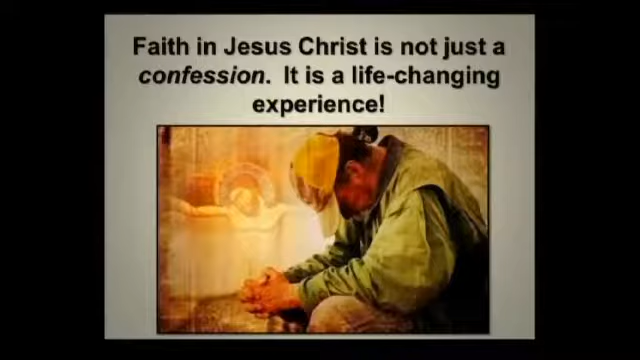 Faith in Jesus Christ is not just a
confession. It is a life-changing
experience!